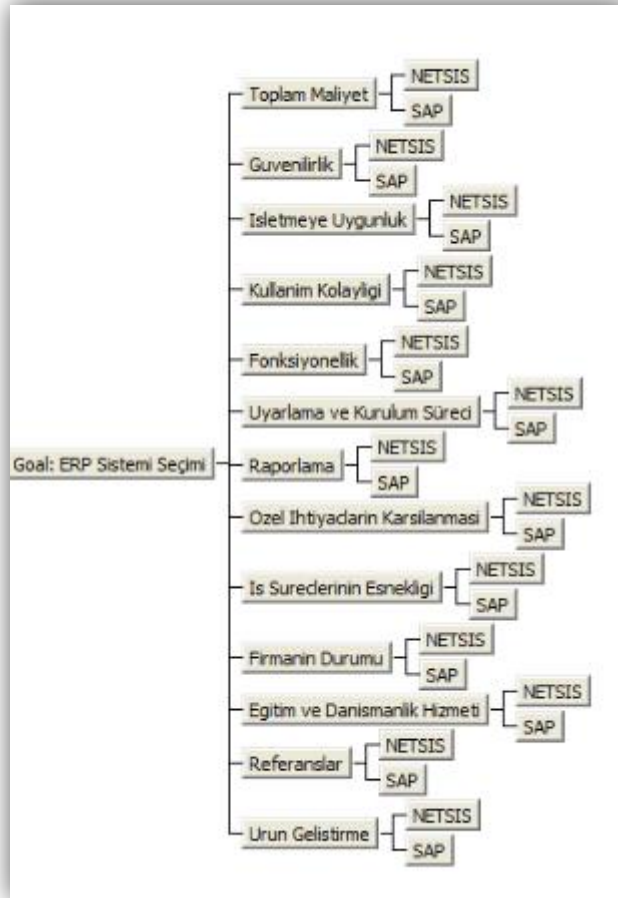 Goal: ERP Sistemi Seçimi
Toplam Maliyet
NETSIS
SAP
Guvenilirlik
NETSIS
SAP
Isletmeye Uygunluk
NETSIS
SAP
Kullanim Kolayligi
NETSIS
SAP
Fonksiyonellik
NETSIS
SAP
Uyarlama ve Kurulum Süreci
NETSIS
SAP
Raporlama
NETSIS
SAP
Ozel Ihtiyaclarin Karsilanmasi
NETSIS
SAP
Is Sureclerinin Esnekligi
NETSIS
SAP
Firmanin Durumu
NETSIS
SAP
Egitim ve Danismanlik Hizmeti
NETSIS
SAP
Referanslar
NETSIS
SAP
Urun Gelistirme
NETSIS
SAP